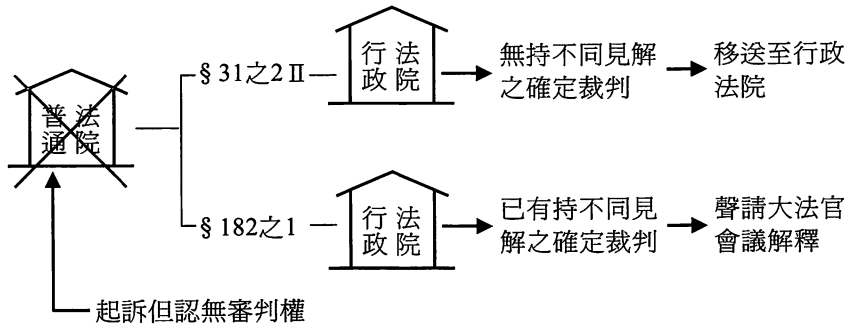 普法
通院
§31之2Ⅱ
行法
政院
無持不同見解
之確定裁判
移送至行政
法院
§182之1
行法
政院
已有持不同見
解之確定裁判
聲請大法官
會議解釋
起訴但認無審判權